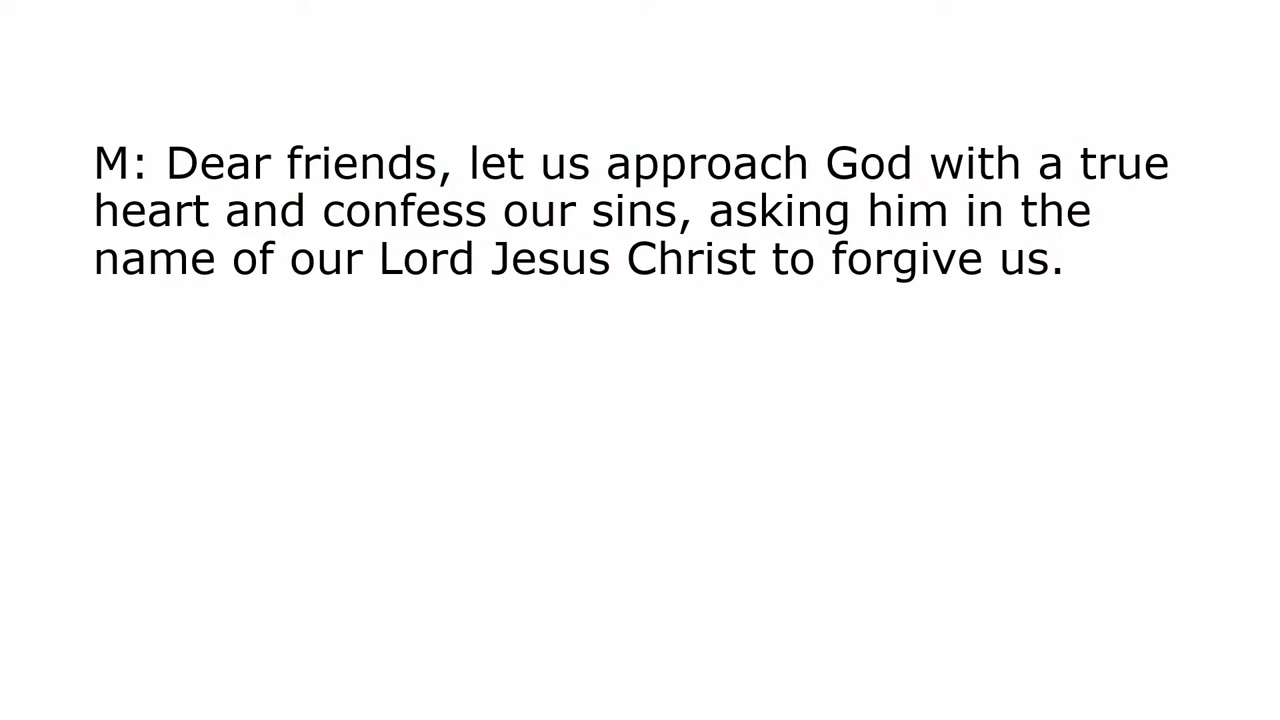 M: Dear friends, let us approach God with a true
heart and confess our sins, asking him in the
name of our Lord Jesus Christ to forgive us.